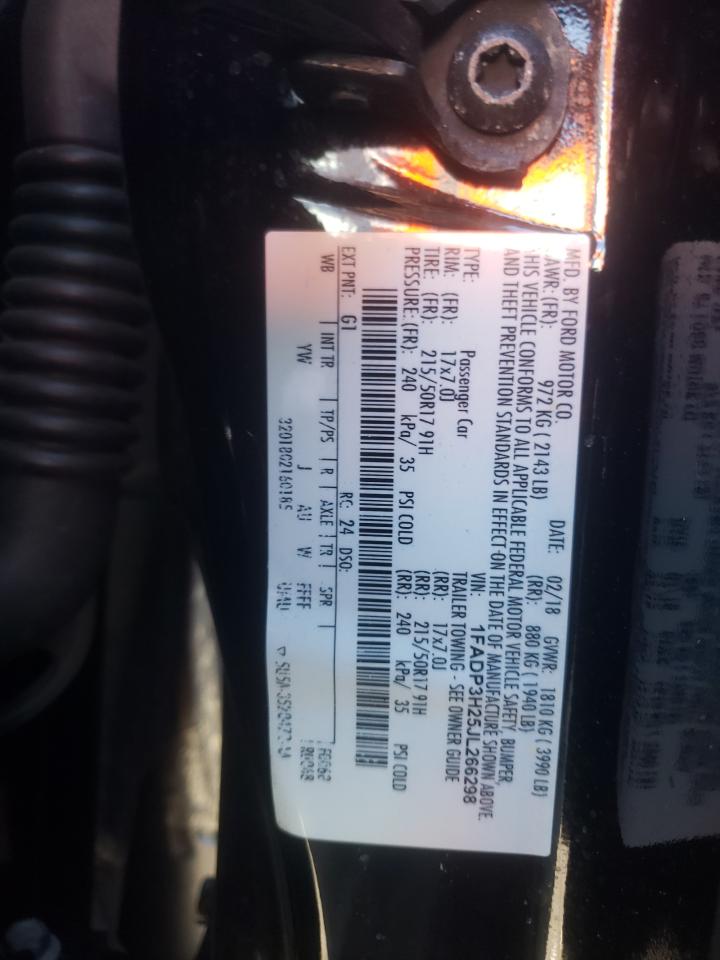 MFD. BY FORD MOTOR CO.
DATE: 02/18 GVWR: 1810 KG ( 3990 LB)
AWR: (FR): 972 KG ( 2143 LB) (RR): 880 KG ( 1940 LB)
THIS VEHICLE CONFORMS TO ALL APPLICABLE FEDERAL MOTOR VEHICLE SAFETY, BUMPER,
AND THEFT PREVENTION STANDARDS IN EFFECT ON THE DATE OF MANUFACTURE SHOWN ABOVE.
VIN: 1FADP3H25JL266298
TYPE: Passenger Car TRAILER TOWING - SEE OWNER GUIDE
RIM: (FR): 17x7.0J (RR): 17x7.0J
TIRE: (FR): 215/50R17 91H (RR): 215/50R17 91H
PRESSURE: (FR): 240 kPa/ 35 PSI COLD (RR): 240 kPa/ 35 PSI COLD
EXT PNT: G1 RC: 24 DSO:
WB INT TR TP/PS R AXLE TR SPR
YW J AU W FFFF